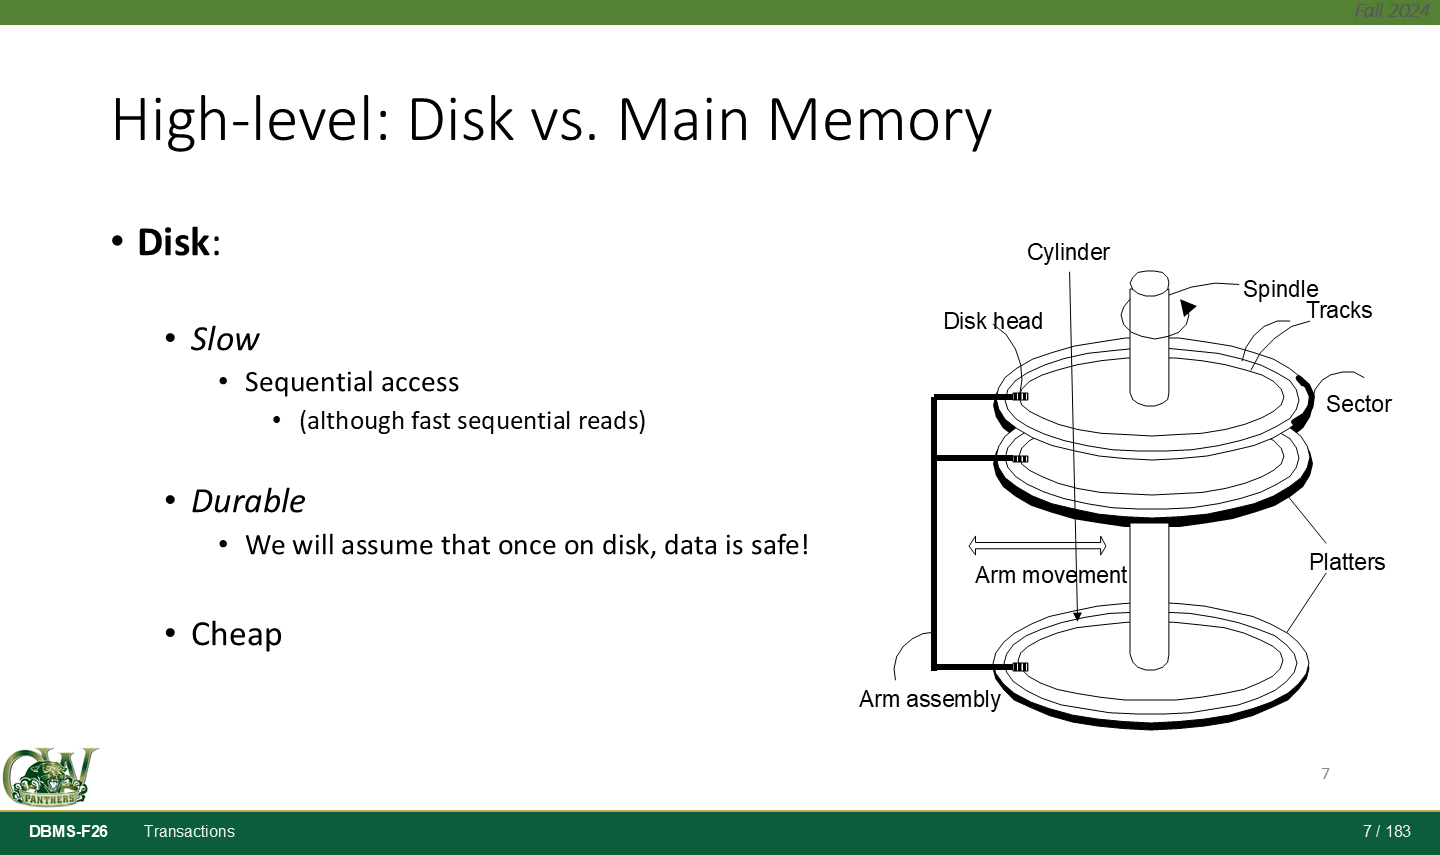 Fall 2024
High-level: Disk vs. Main Memory
• Disk:
• Slow
• Sequential access
• (although fast sequential reads)
• Durable
• We will assume that once on disk, data is safe!
• Cheap
Cylinder
Spindle
Tracks
Disk head
Sector
Arm movement
Platters
Arm assembly
7
OW
PANTHERS
DBMS-F26
Transactions
7 / 183